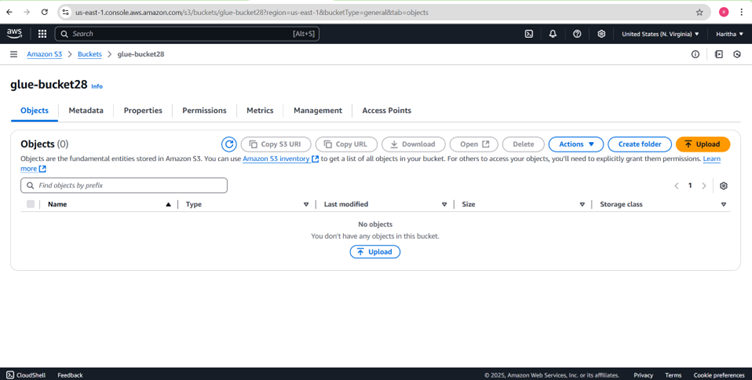 us-east-1.console.aws.amazon.com/s3/buckets/glue-bucket28?region=us-east-1&bucketType=general&tab=objects
aws Search [Alt+S] United States (N. Virginia) Haritha
Amazon S3 > Buckets > glue-bucket28
glue-bucket28 Info
Objects Metadata Properties Permissions Metrics Management Access Points
Objects (0) Copy S3 URI Copy URL Download Open Delete Actions Create folder Upload
Objects are the fundamental entities stored in Amazon S3. You can use Amazon S3 inventory to get a list of all objects in your bucket. For others to access your objects, you'll need to explicitly grant them permissions. Learn
more
Find objects by prefix 1
Name Type Last modified Size Storage class
No objects
You don't have any objects in this bucket.
Upload
CloudShell Feedback © 2025, Amazon Web Services, Inc. or its affiliates. Privacy Terms Cookie preferences